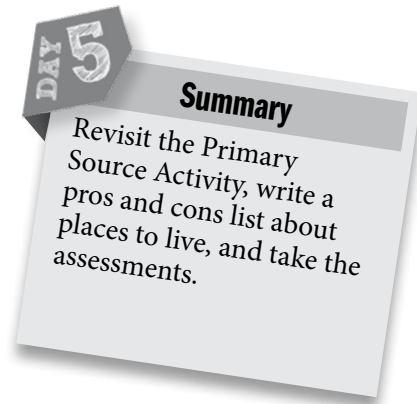 DAY 5
Summary
Revisit the Primary
Source Activity, write a
pros and cons list about
places to live, and take the
assessments.